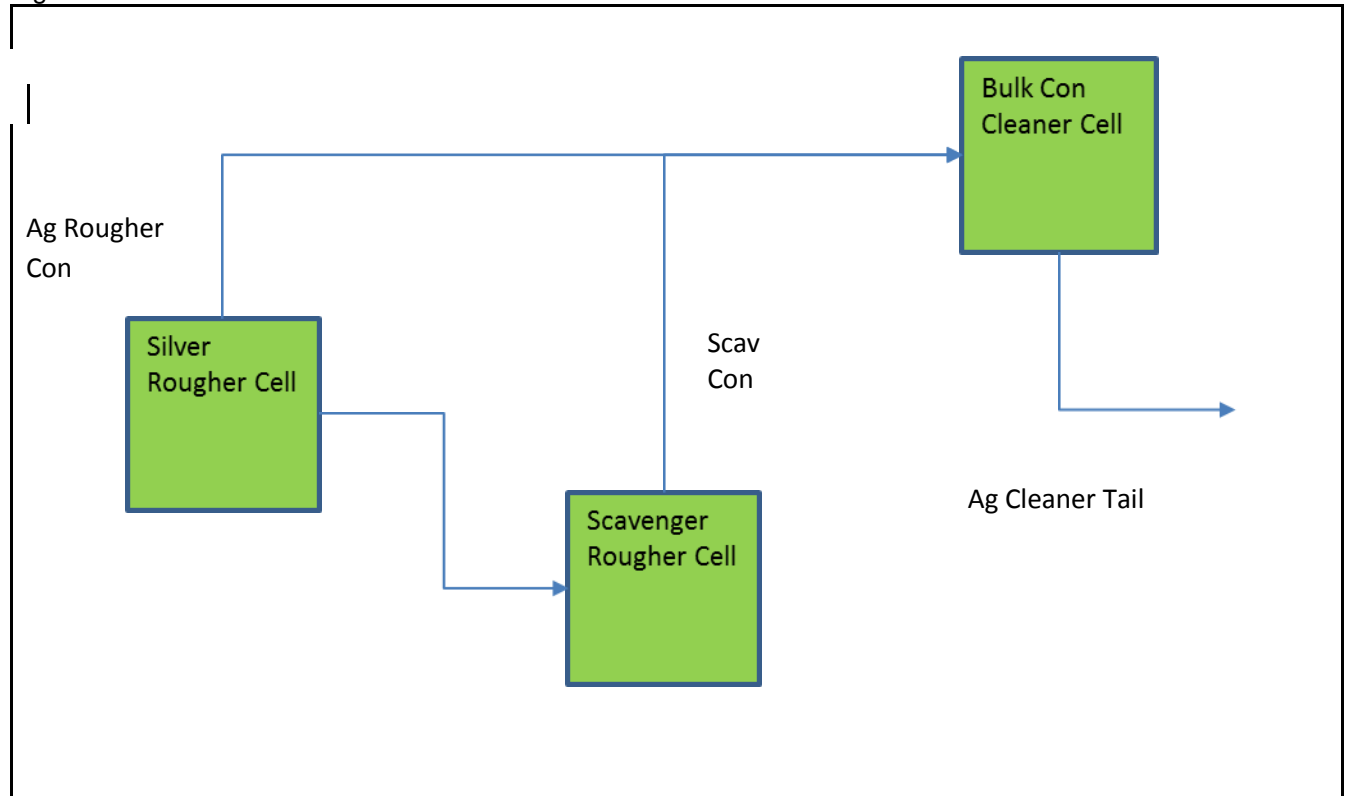 Bulk Con
Cleaner Cell
Ag Rougher
Con
Silver
Rougher Cell
Scav
Con
Ag Cleaner Tail
Scavenger
Rougher Cell